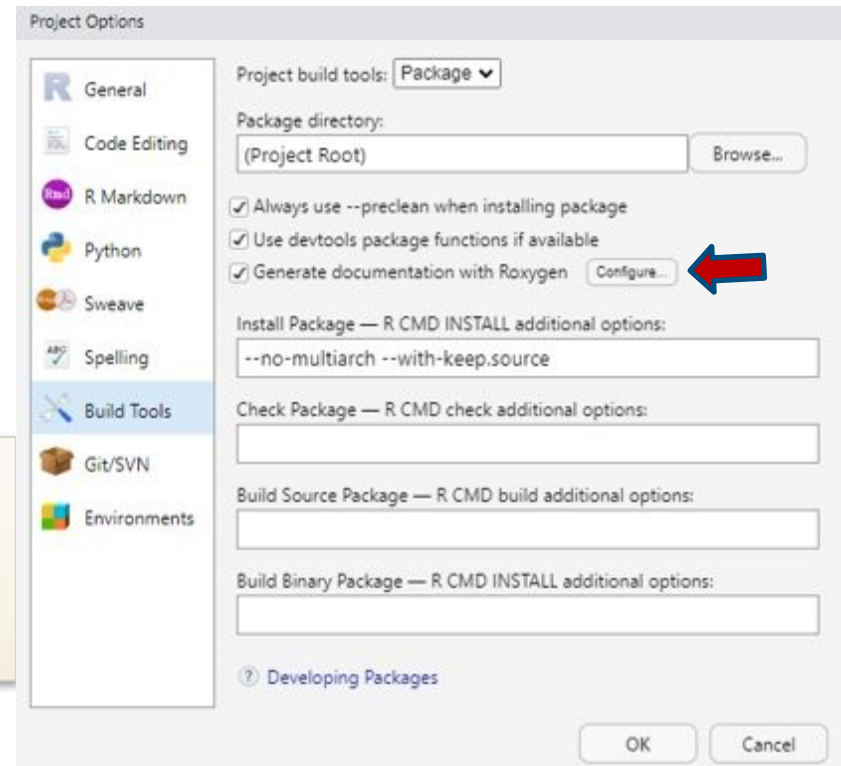 Project Options
General
Code Editing
Rmd
R Markdown
Python
Sweave
ABC
Spelling
Build Tools
Git/SVN
Environments
Project build tools: Package
Package directory:
(Project Root)
Browse...
Always use --preclean when installing package
Use devtools package functions if available
Generate documentation with Roxygen Configure...
Install Package — R CMD INSTALL additional options:
--no-multiarch --with-keep.source
Check Package — R CMD check additional options:
Build Source Package — R CMD build additional options:
Build Binary Package — R CMD INSTALL additional options:
? Developing Packages
OK Cancel